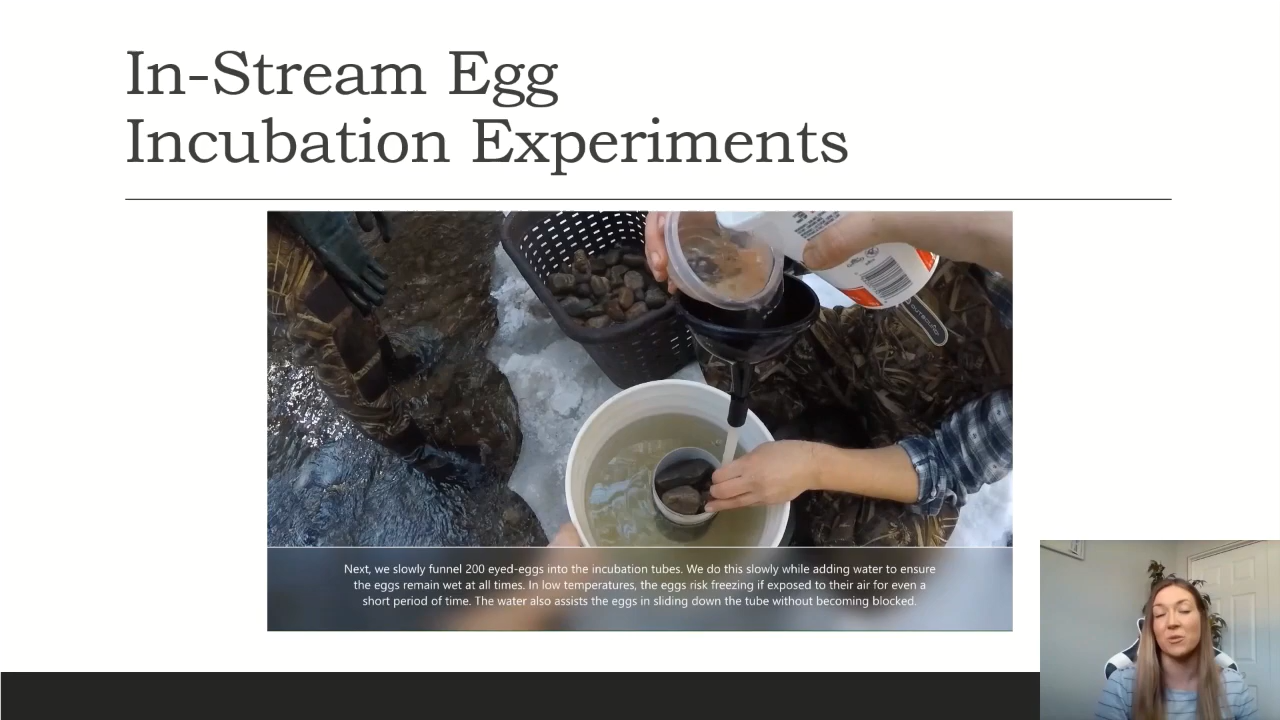 In-Stream Egg
Incubation Experiments
OUTBOUND
Next, we slowly funnel 200 eyed-eggs into the incubation tubes. We do this slowly while adding water to ensure
the eggs remain wet at all times. In low temperatures, the eggs risk freezing if exposed to their air for even a
short period of time. The water also assists the eggs in sliding down the tube without becoming blocked.